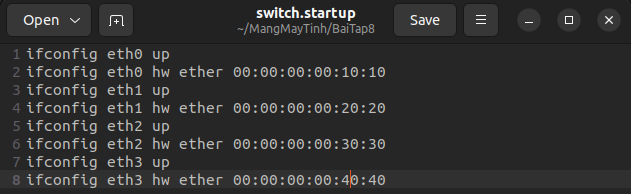 Open
switch.startup
~/MangMayTinh/BaiTap8
Save
1 ifconfig eth0 up
2 ifconfig eth0 hw ether 00:00:00:00:10:10
3 ifconfig eth1 up
4 ifconfig eth1 hw ether 00:00:00:00:20:20
5 ifconfig eth2 up
6 ifconfig eth2 hw ether 00:00:00:00:30:30
7 ifconfig eth3 up
8 ifconfig eth3 hw ether 00:00:00:00:40:40